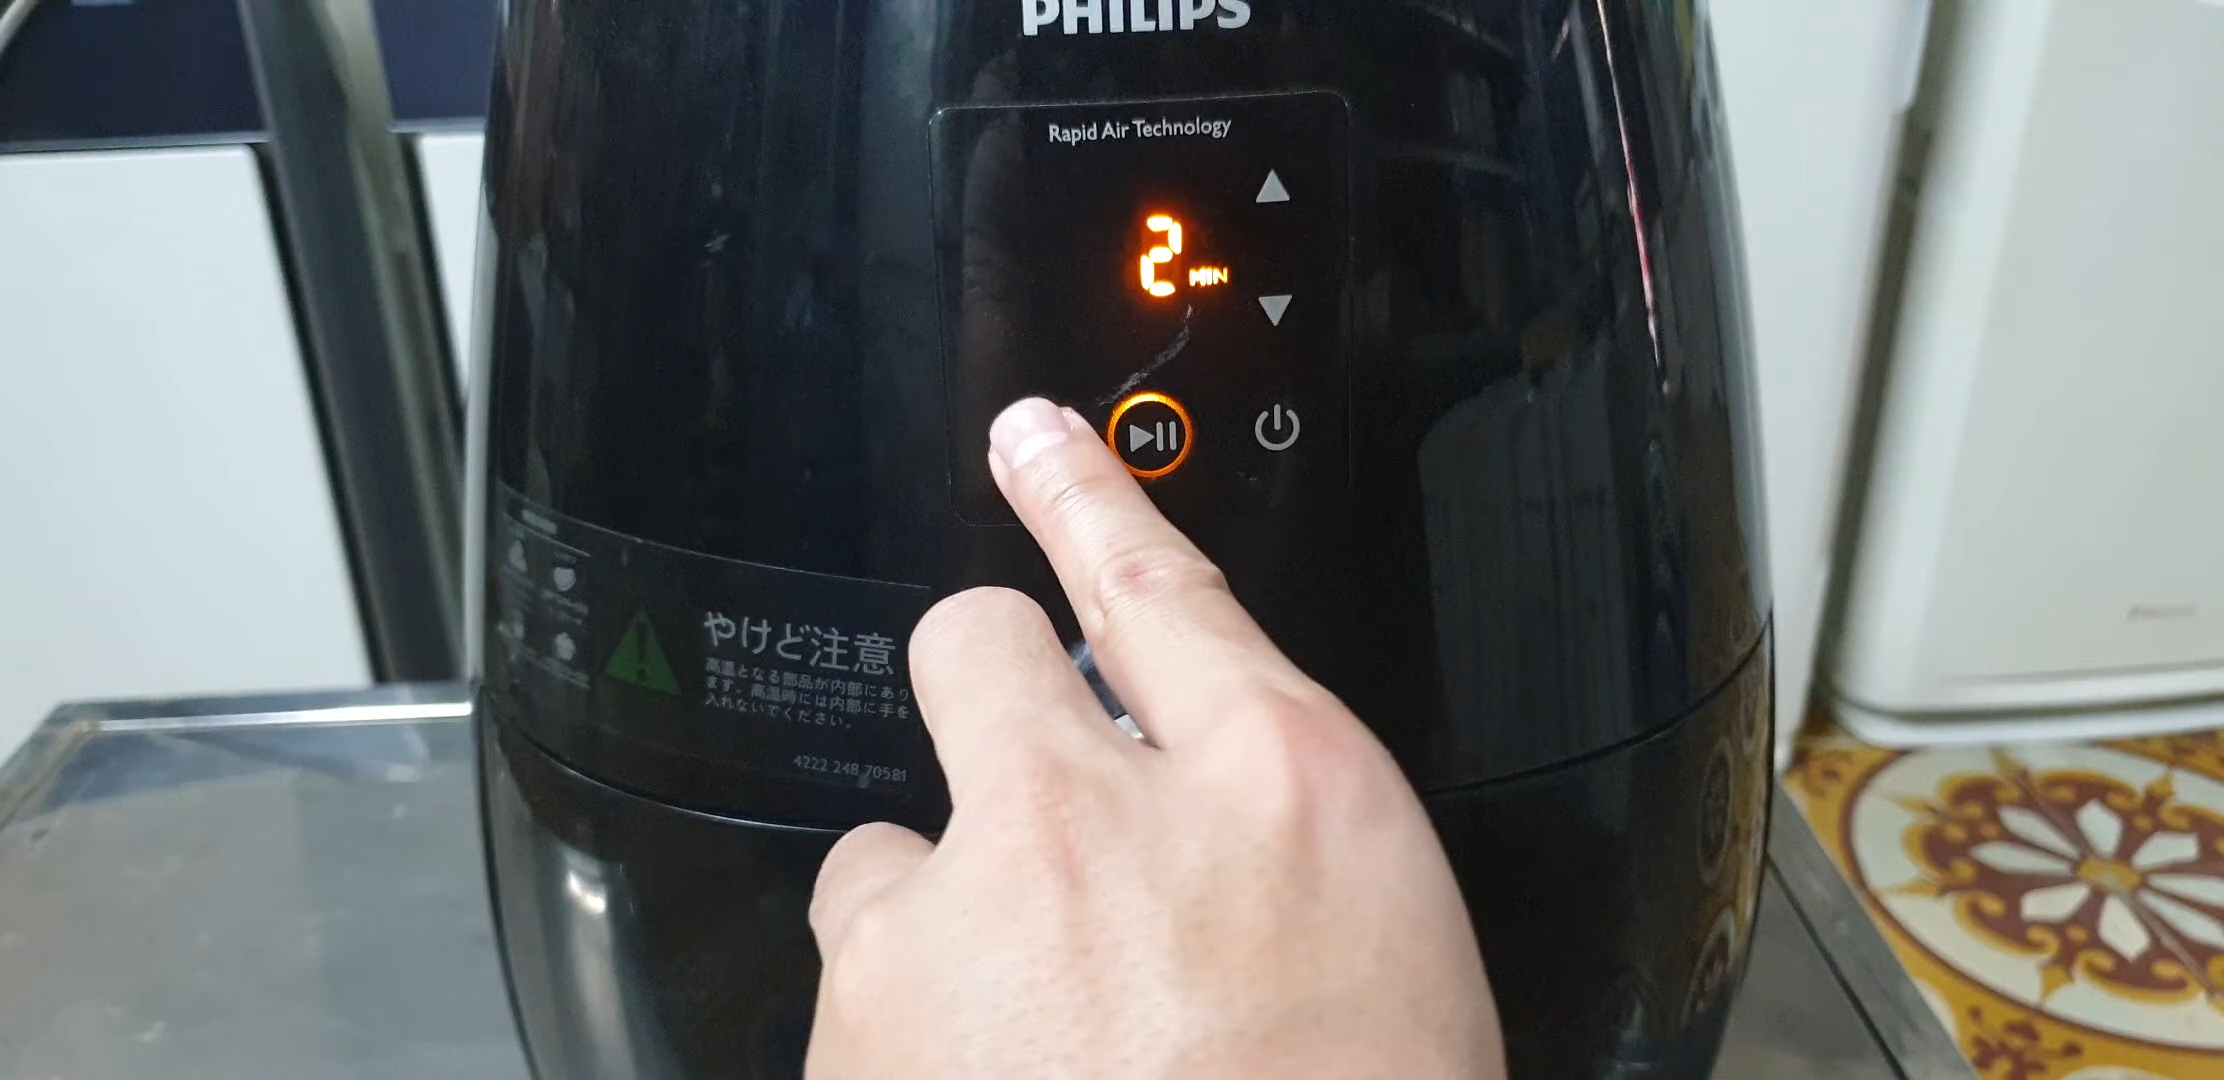 PHILIPS
Rapid Air Technology
2 MIN
やけど注意
高温となる部品が内部にあり
ます。高温時には内部に手を
入れないでください。
4222 248 70581